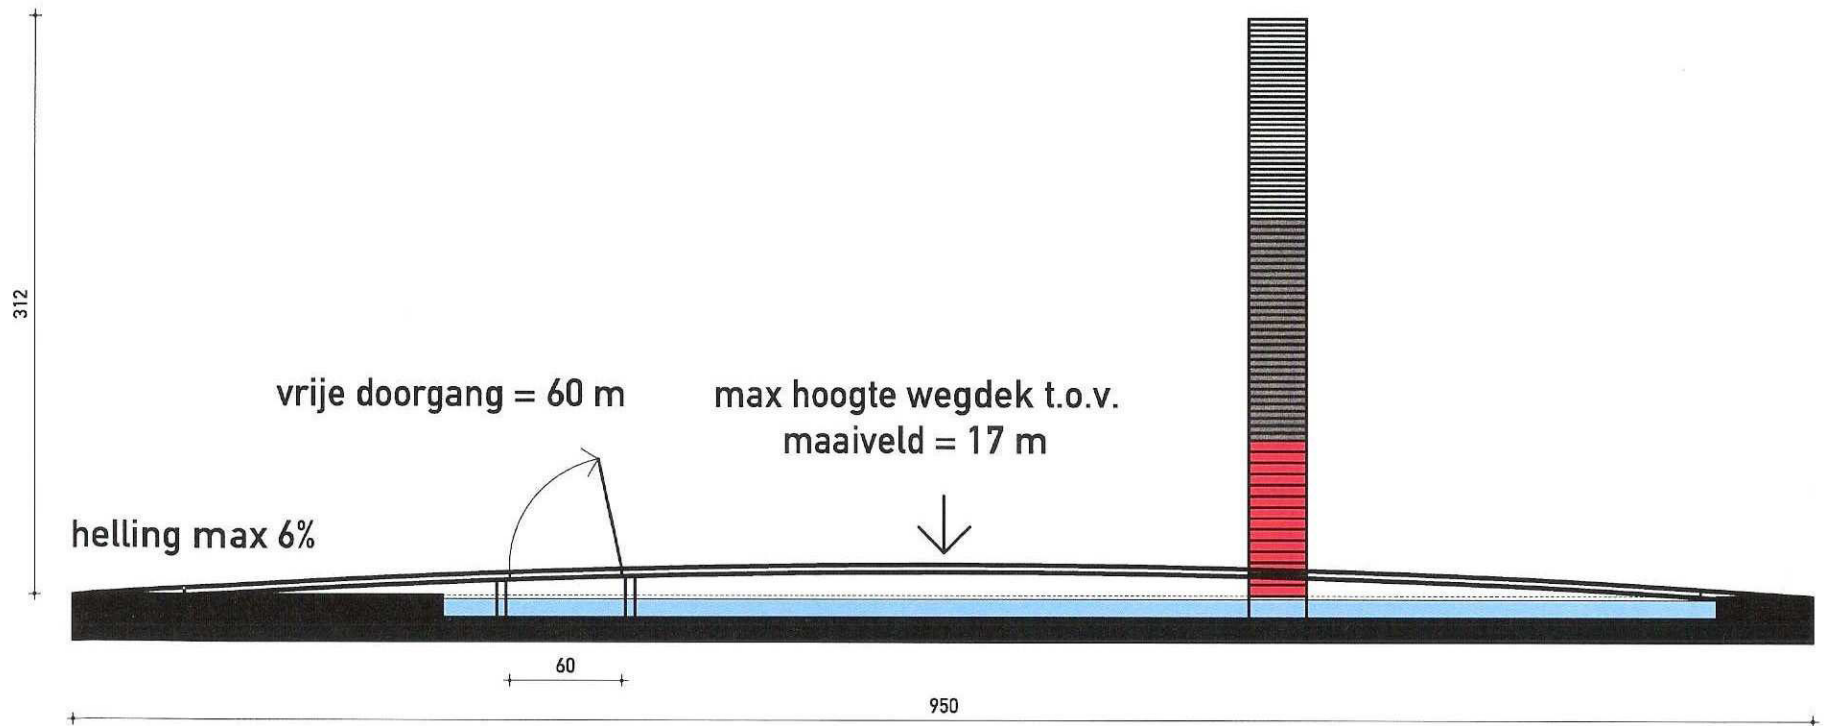 312
vrije doorgang = 60 m
max hoogte wegdek t.o.v.
maaiveld = 17 m
helling max 6%
60
950